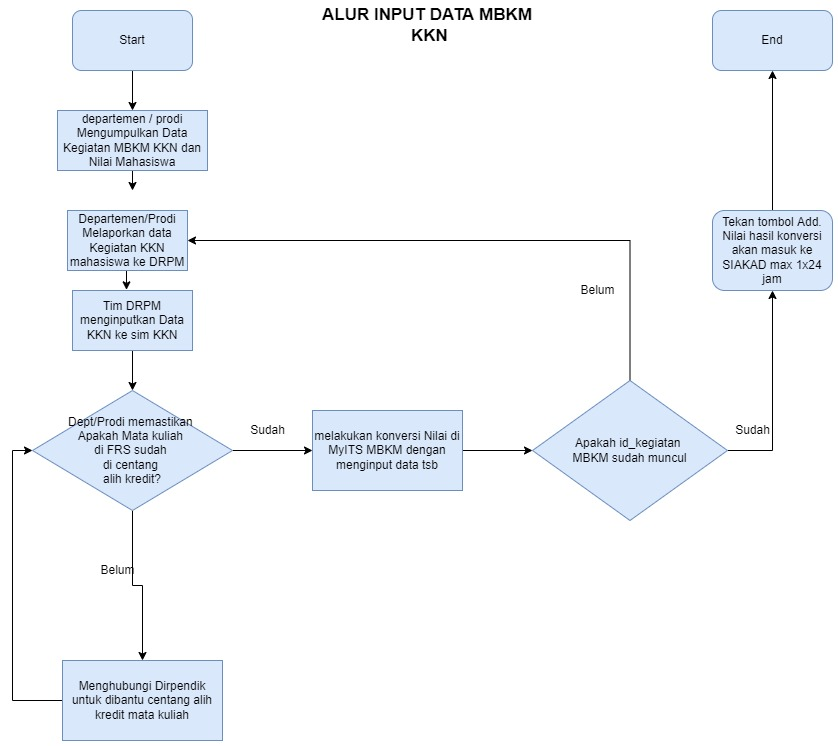 ALUR INPUT DATA MBKM
KKN
Start
End
departemen / prodi
Mengumpulkan Data
Kegiatan MBKM KKN dan
Nilai Mahasiswa
Departemen/Prodi
Melaporkan data
Kegiatan KKN
mahasiswa ke DRPM
Tekan tombol Add.
Nilai hasil konversi
akan masuk ke
SIAKAD max 1x24
jam
Tim DRPM
menginputkan Data
KKN ke sim KKN
Belum
Dept/Prodi memastikan
Apakah Mata kuliah
di FRS sudah
di centang
alih kredit?
Sudah
melakukan konversi Nilai di
MyITS MBKM dengan
menginput data tsb
Apakah id_kegiatan
MBKM sudah muncul
Sudah
Belum
Menghubungi Dirpendik
untuk dibantu centang alih
kredit mata kuliah